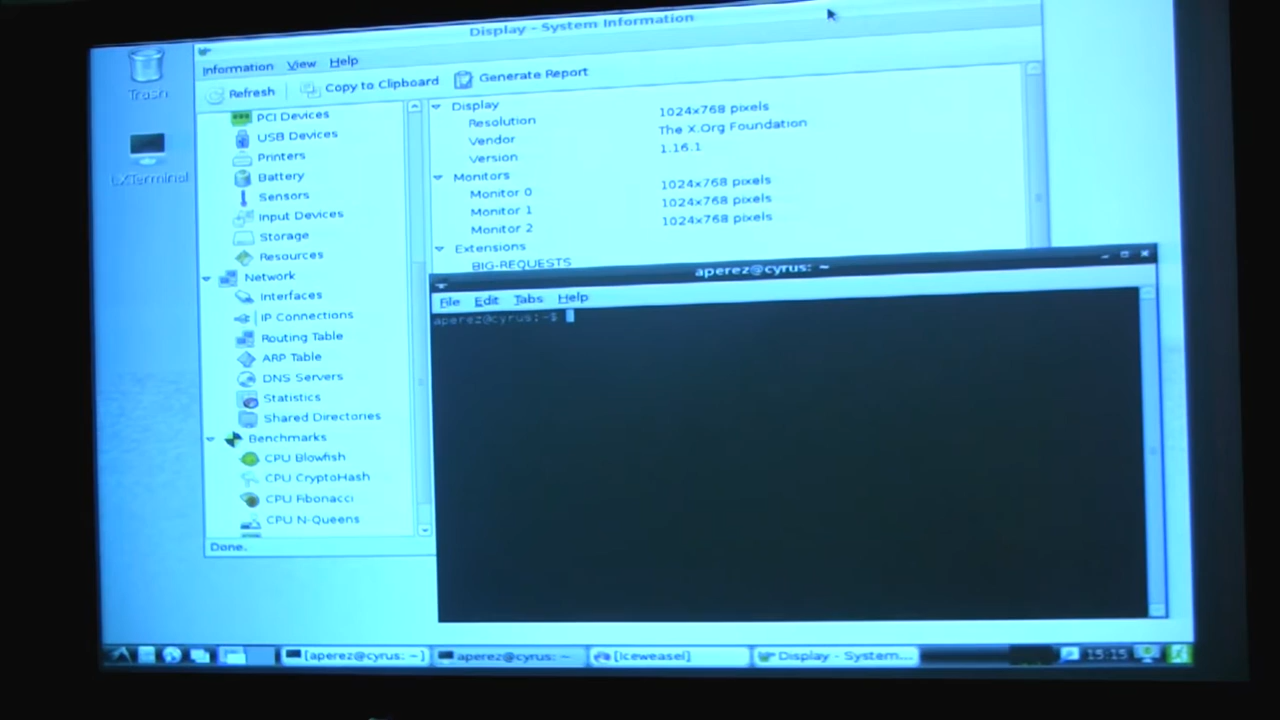 Display - System Information
Trash
Information View Help
Refresh Copy to Clipboard Generate Report
LXTerminal
PCI Devices
USB Devices
Printers
Battery
Sensors
Input Devices
Storage
Resources
Network
Interfaces
IP Connections
Routing Table
ARP Table
DNS Servers
Statistics
Shared Directories
Benchmarks
CPU Blowfish
CPU CryptoHash
CPU Fibonacci
CPU N-Queens
Done.
Display
Resolution 1024x768 pixels
Vendor The X.Org Foundation
Version 1.16.1
Monitors
Monitor 0 1024x768 pixels
Monitor 1 1024x768 pixels
Monitor 2 1024x768 pixels
Extensions
BIG-REQUESTS
aperez@cyrus: ~
File Edit Tabs Help
aperez@cyrus:~$
[aperez@cyrus: ~] aperez@cyrus: ~ [Iceweasel] Display - System... 15:15